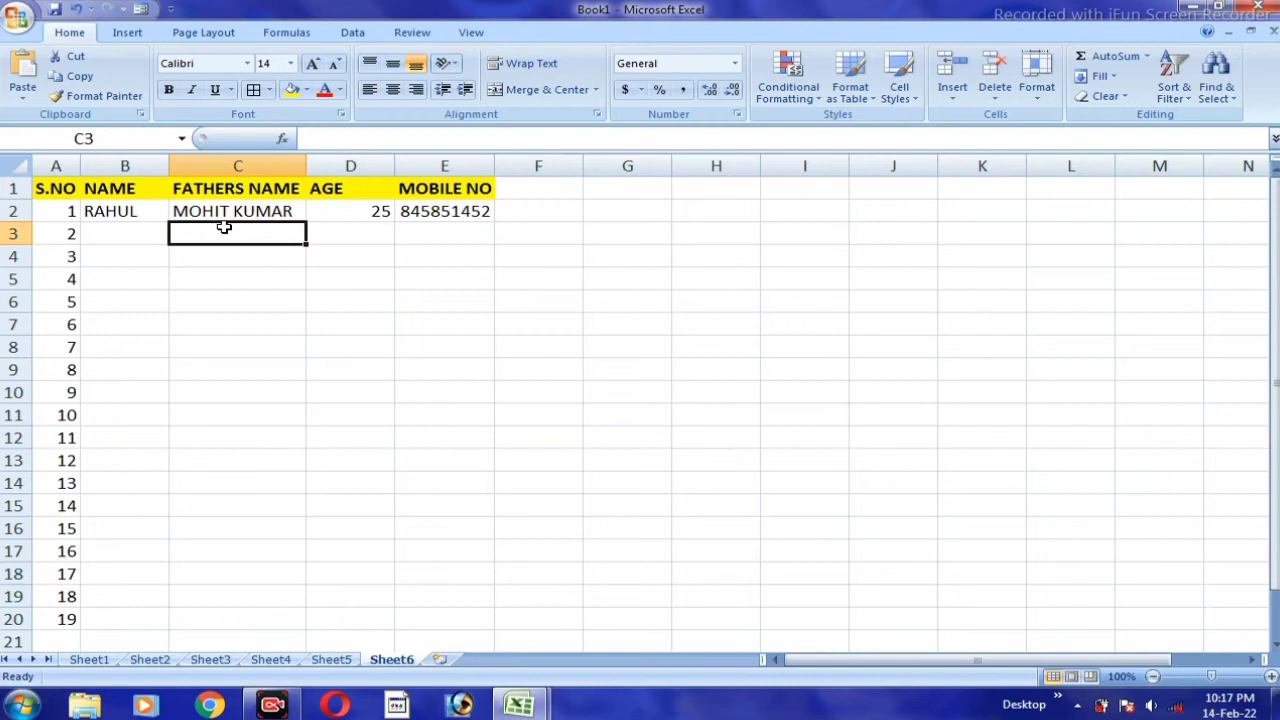 Book1 - Microsoft Excel
Recorded with iFun Screen Recorder
Home Insert Page Layout Formulas Data Review View
Cut Calibri 14 Wrap Text General AutoSum
Copy Fill
Paste Format Painter Merge & Center Conditional Formatting Format as Table Cell Styles Insert Delete Format Clear Sort & Filter Find & Select
Clipboard Font Alignment Number Styles Cells Editing
C3 fx
A B C D E F G H I J K L M N
1 S.NO NAME FATHERS NAME AGE MOBILE NO
2 1 RAHUL MOHIT KUMAR 25 845851452
3 2
4 3
5 4
6 5
7 6
8 7
9 8
10 9
11 10
12 11
13 12
14 13
15 14
16 15
17 16
18 17
19 18
20 19
21
Sheet1 Sheet2 Sheet3 Sheet4 Sheet5 Sheet6
Ready 100%
Desktop 10:17 PM
14-Feb-22